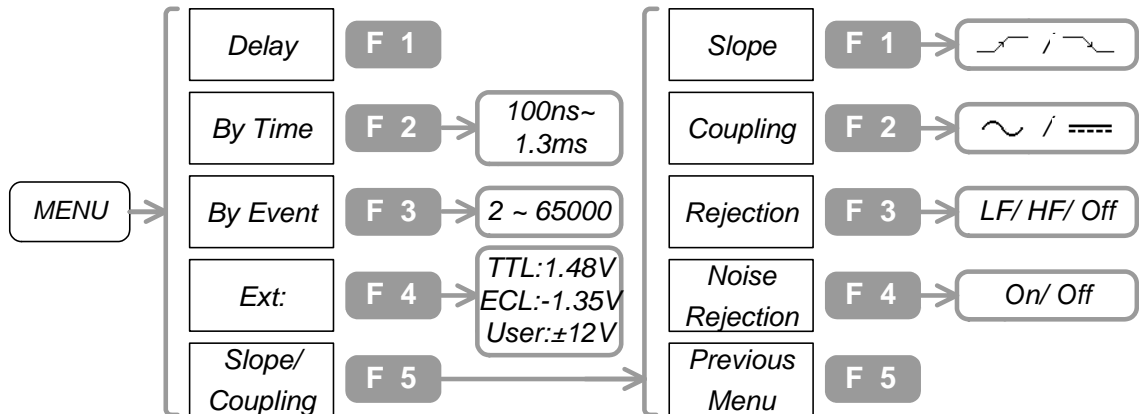 MENU
Delay
F 1
By Time
F 2
100ns~
1.3ms
By Event
F 3
2 ~ 65000
Ext:
F 4
TTL:1.48V
ECL:-1.35V
User:±12V
Slope/
Coupling
F 5
Slope
F 1
/
Coupling
F 2
/
Rejection
F 3
LF/ HF/ Off
Noise
Rejection
F 4
On/ Off
Previous
Menu
F 5